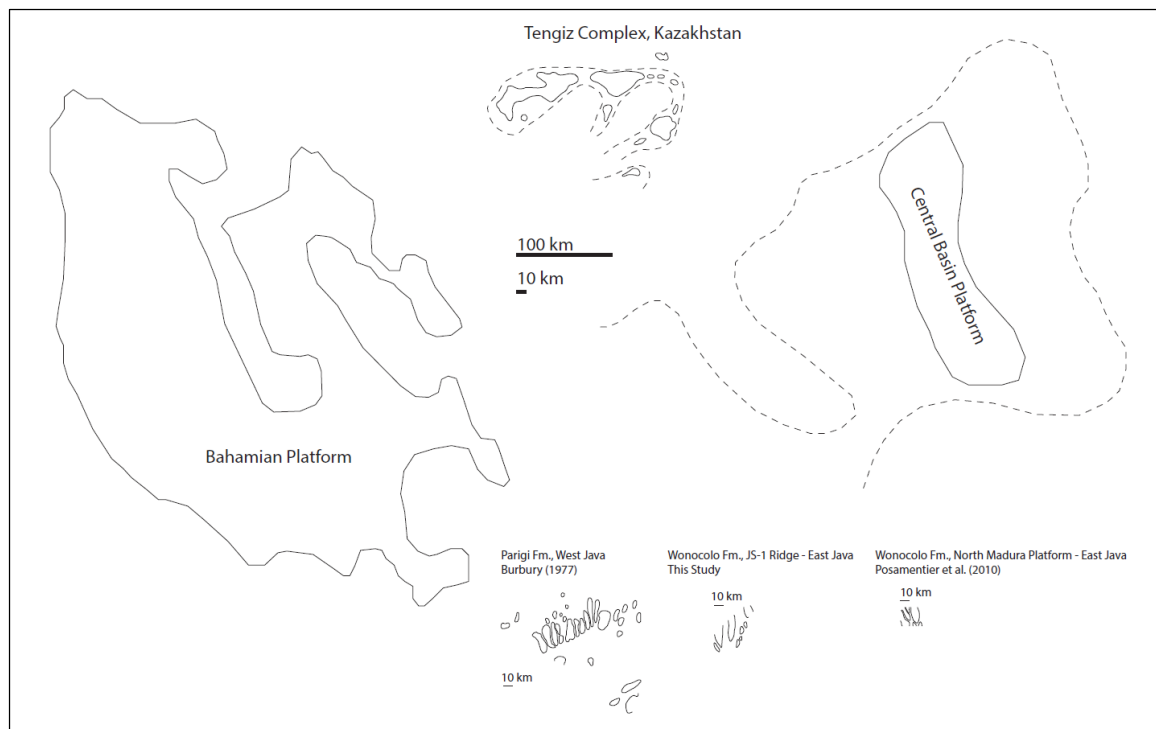 Tengiz Complex, Kazakhstan
100 km
10 km
Central Basin Platform
Bahamian Platform
Parigi Fm., West Java
Burbury (1977)
10 km
Wonocolo Fm., JS-1 Ridge - East Java
This Study
10 km
Wonocolo Fm., North Madura Platform - East Java
Posamentier et al. (2010)
10 km